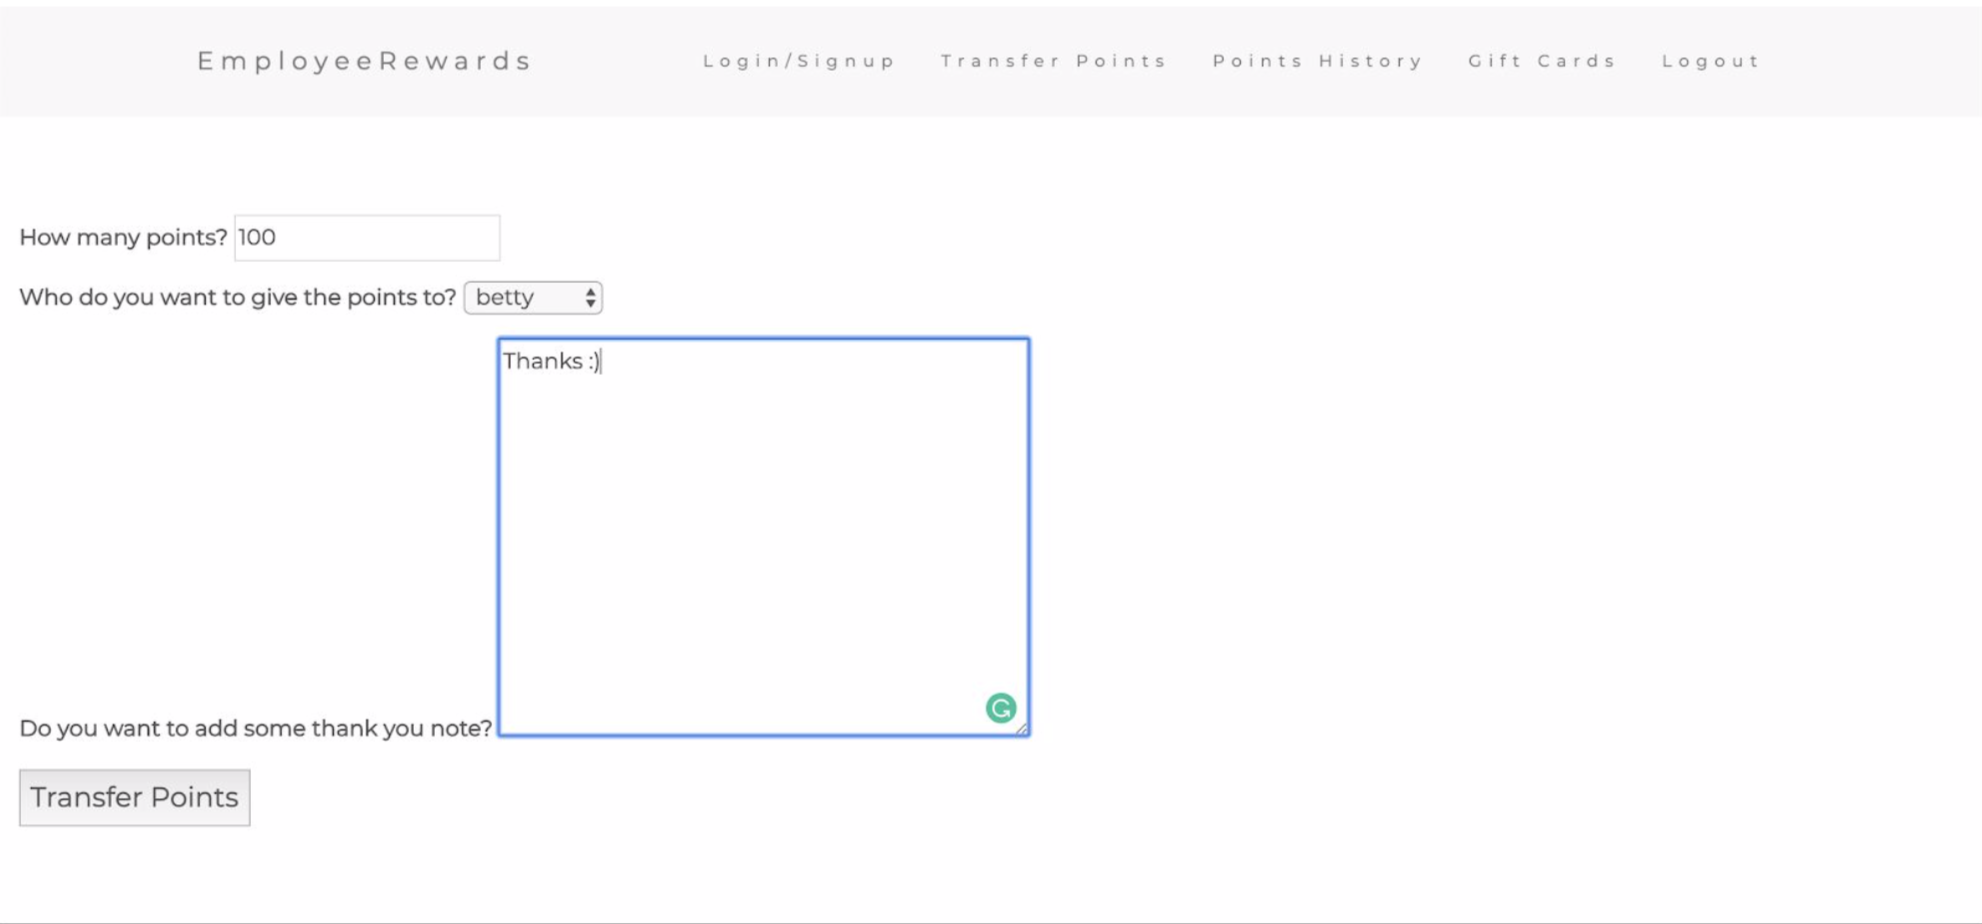 EmployeeRewards Login/Signup Transfer Points Points History Gift Cards Logout
How many points? 100
Who do you want to give the points to? betty
Thanks :)
Do you want to add some thank you note?
Transfer Points